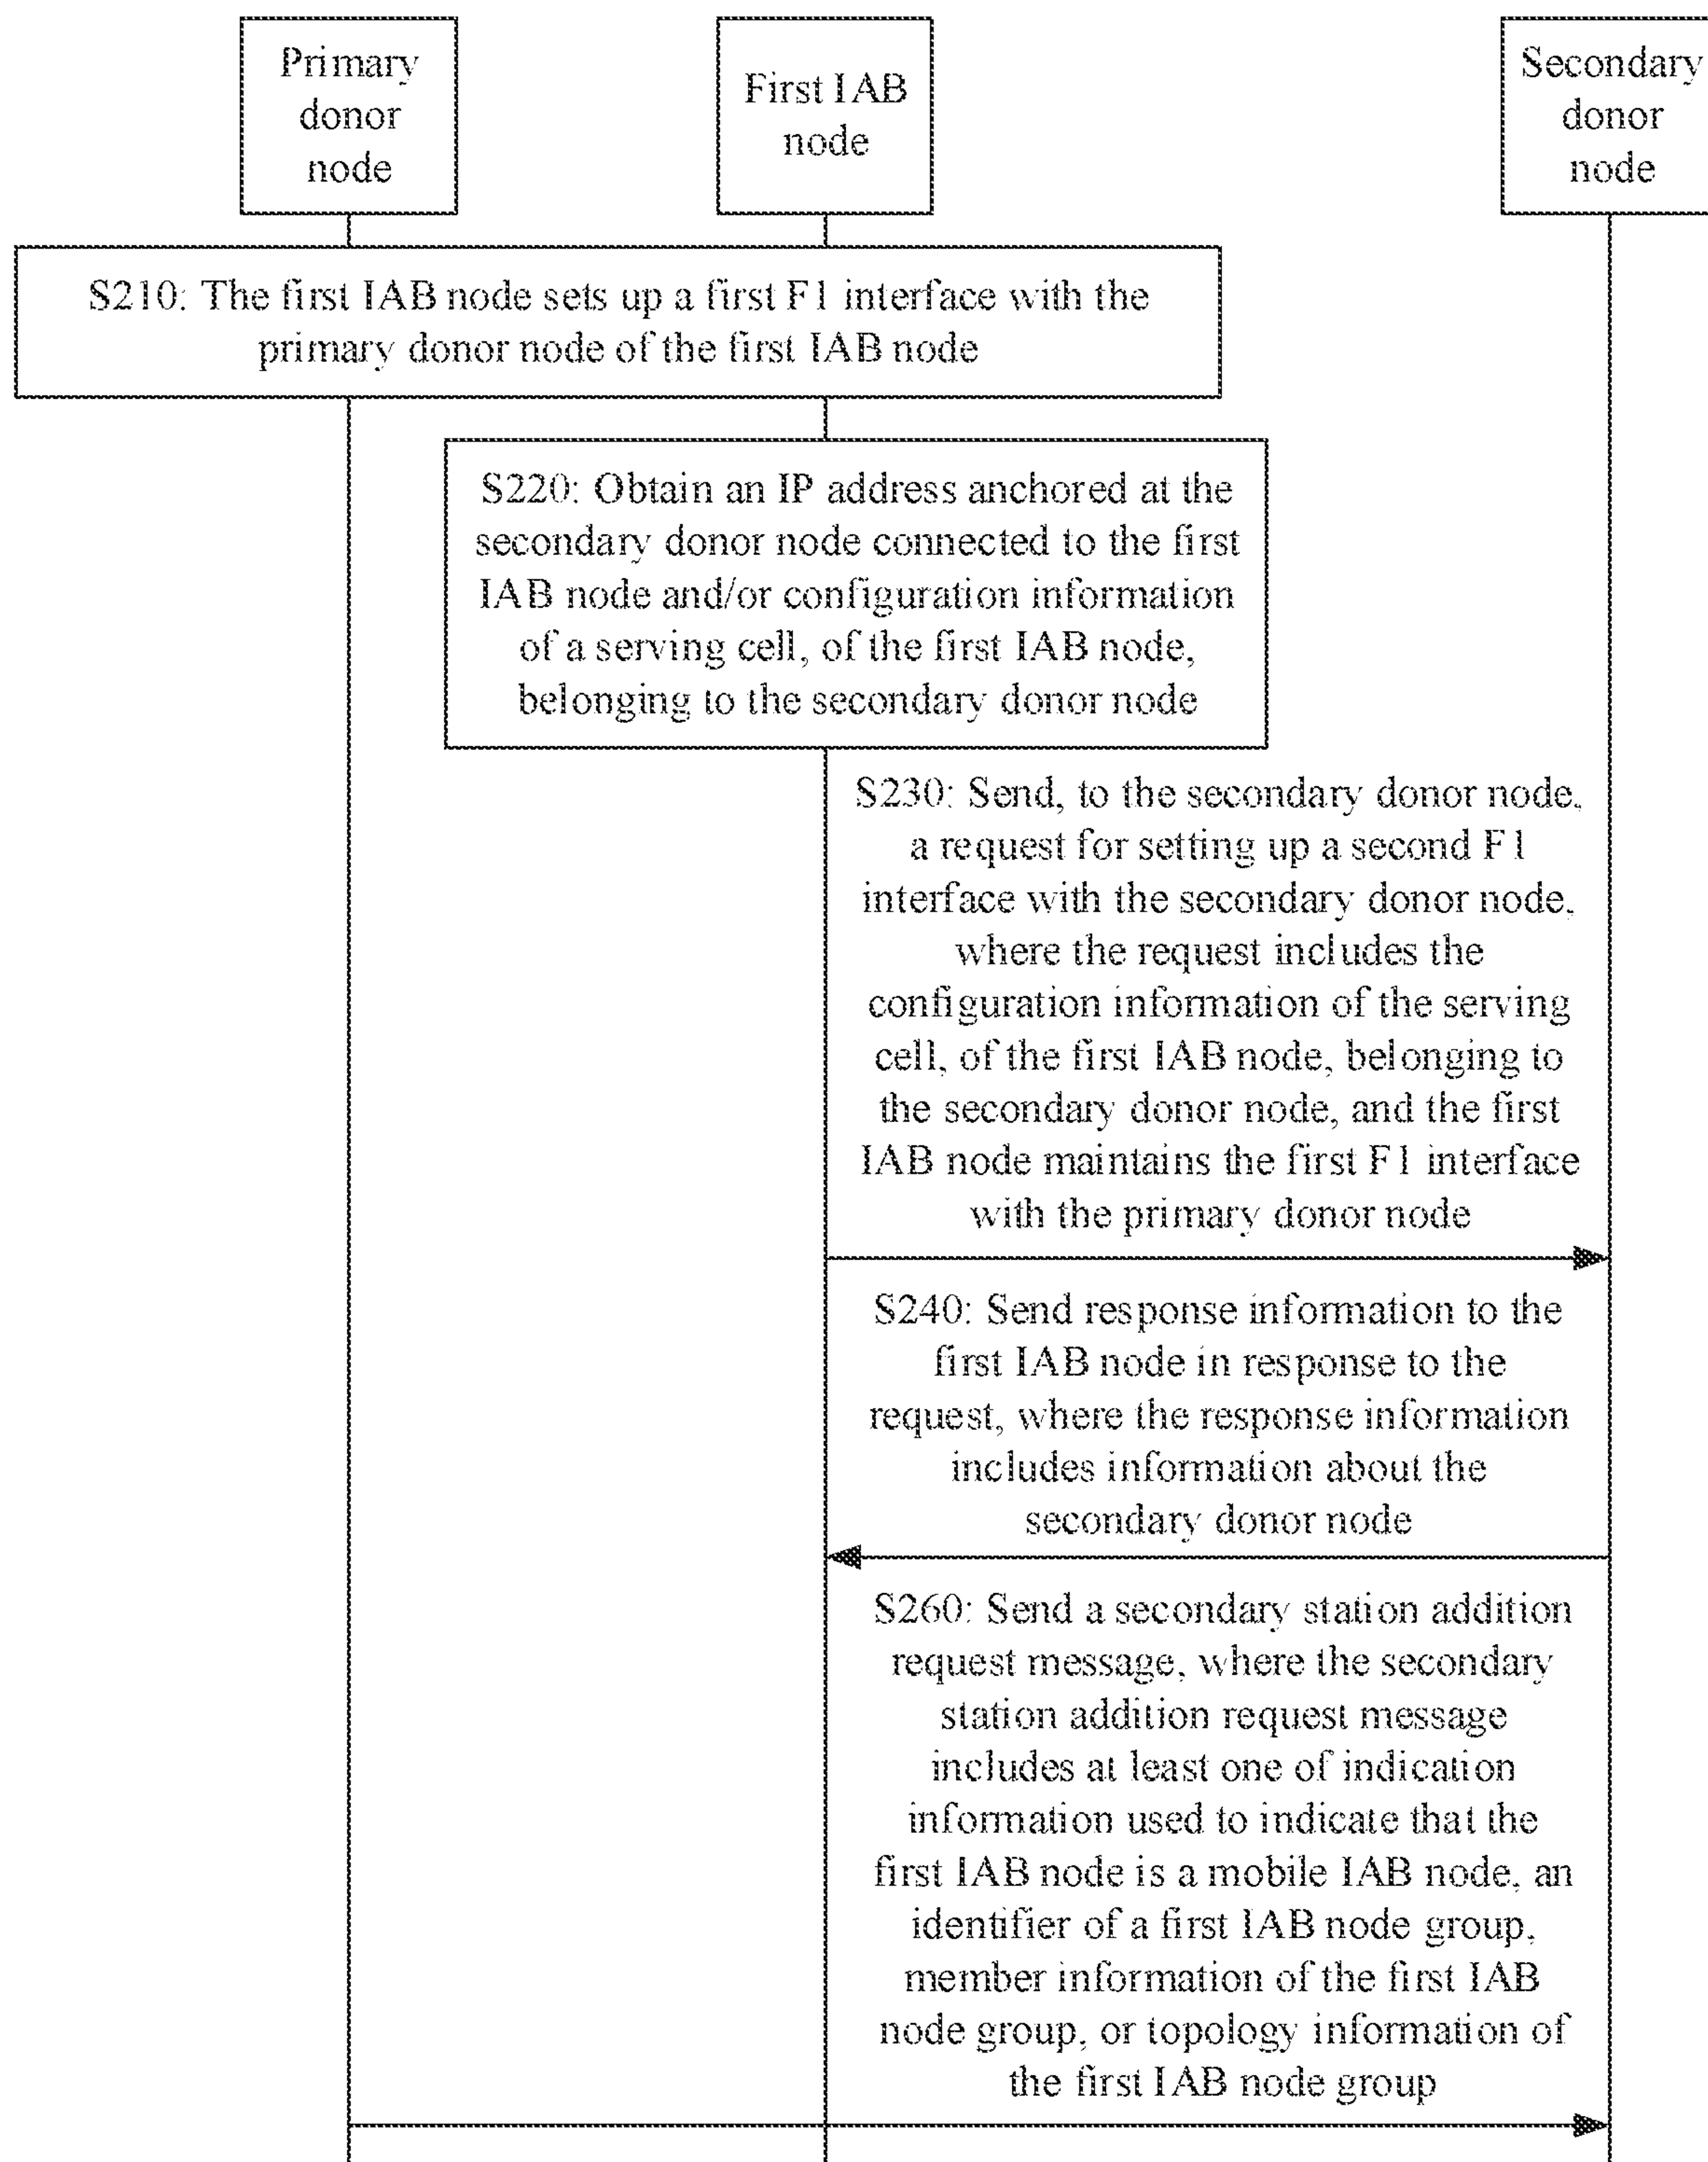 Primary
donor
node
First IAB
node
Secondary
donor
node
S210: The first IAB node sets up a first F1 interface with the
primary donor node of the first IAB node
S220: Obtain an IP address anchored at the
secondary donor node connected to the first
IAB node and/or configuration information
of a serving cell, of the first IAB node,
belonging to the secondary donor node
S230: Send, to the secondary donor node,
a request for setting up a second F1
interface with the secondary donor node,
where the request includes the
configuration information of the serving
cell, of the first IAB node, belonging to
the secondary donor node, and the first
IAB node maintains the first F1 interface
with the primary donor node
S240: Send response information to the
first IAB node in response to the
request, where the response information
includes information about the
secondary donor node
S260: Send a secondary station addition
request message, where the secondary
station addition request message
includes at least one of indication
information used to indicate that the
first IAB node is a mobile IAB node, an
identifier of a first IAB node group,
member information of the first IAB
node group, or topology information of
the first IAB node group